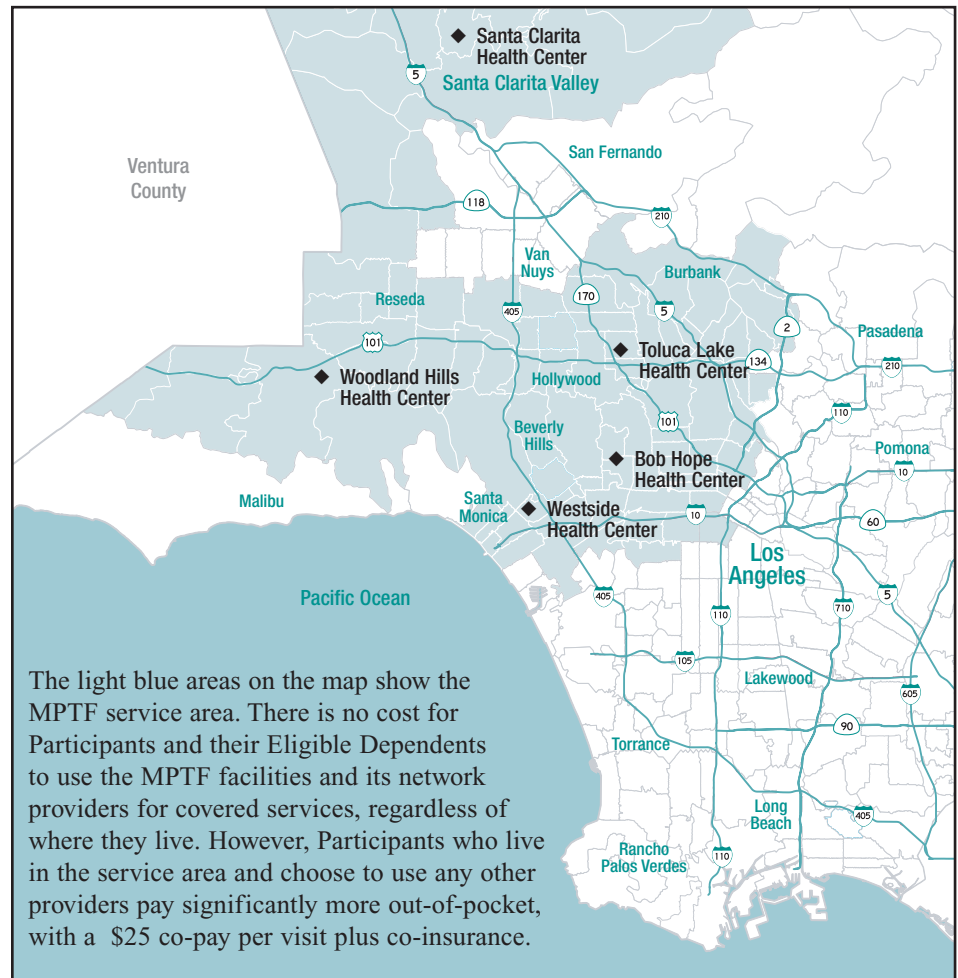 Santa Clarita
Health Center
5
Santa Clarita Valley
Ventura
County
San Fernando
118
210
Van
Nuys
Burbank
Reseda
170
405
5
2
101
Pasadena
Toluca Lake
Health Center
134
210
Woodland Hills
Health Center
Hollywood
110
101
Beverly
Hills
Pomona
Bob Hope
Health Center
10
Malibu
Santa
Monica
Westside
Health Center
10
60
Los
Angeles
Pacific Ocean
405
5
110
710
105
Lakewood
605
The light blue areas on the map show the
MPTF service area. There is no cost for
Participants and their Eligible Dependents
to use the MPTF facilities and its network
providers for covered services, regardless of
where they live. However, Participants who live
in the service area and choose to use any other
providers pay significantly more out-of-pocket,
with a $25 co-pay per visit plus co-insurance.
90
Torrance
Long
Beach
405
Rancho
Palos Verdes
110